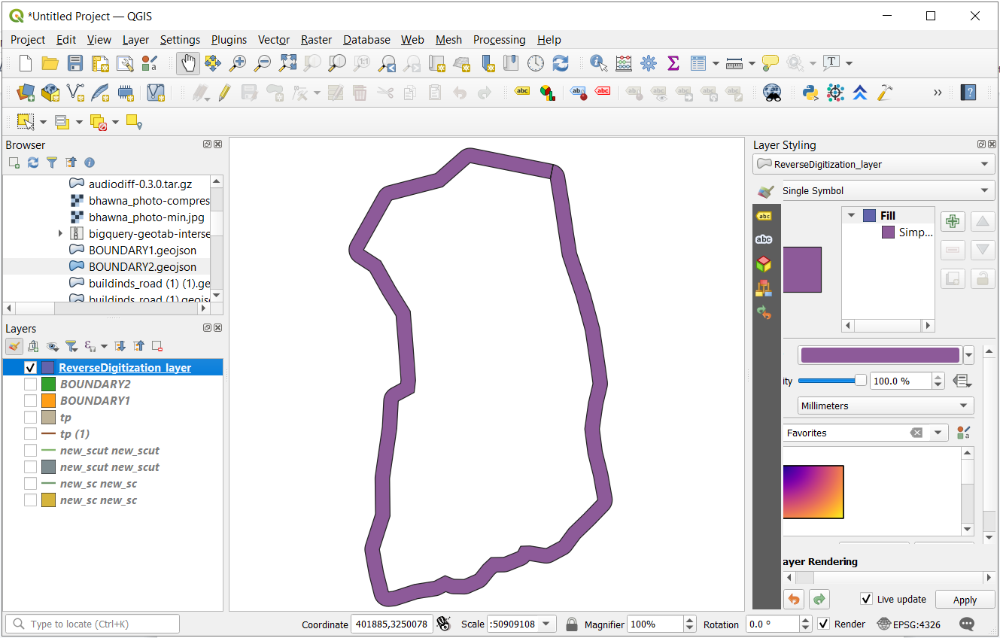 *Untitled Project — QGIS
Project Edit View Layer Settings Plugins Vector Raster Database Web Mesh Processing Help
Browser
audiodiff-0.3.0.tar.gz
bhawna_photo-compres
bhawna_photo-min.jpg
bigquery-geotab-interse
BOUNDARY1.geojson
BOUNDARY2.geojson
buildinds_road (1) (1).ge
buildinds_road (1).geojs
Layers
ReverseDigitization_layer
BOUNDARY2
BOUNDARY1
tp
tp (1)
new_scut new_scut
new_scut new_scut
new_sc new_sc
new_sc new_sc
Layer Styling
ReverseDigitization_layer
Single Symbol
Fill
Simp...
ity 100.0 %
Millimeters
Favorites
ayer Rendering
Live update Apply
Type to locate (Ctrl+K) Coordinate 401885,3250078 Scale :50909108 Magnifier 100% Rotation 0.0 ° Render EPSG:4326